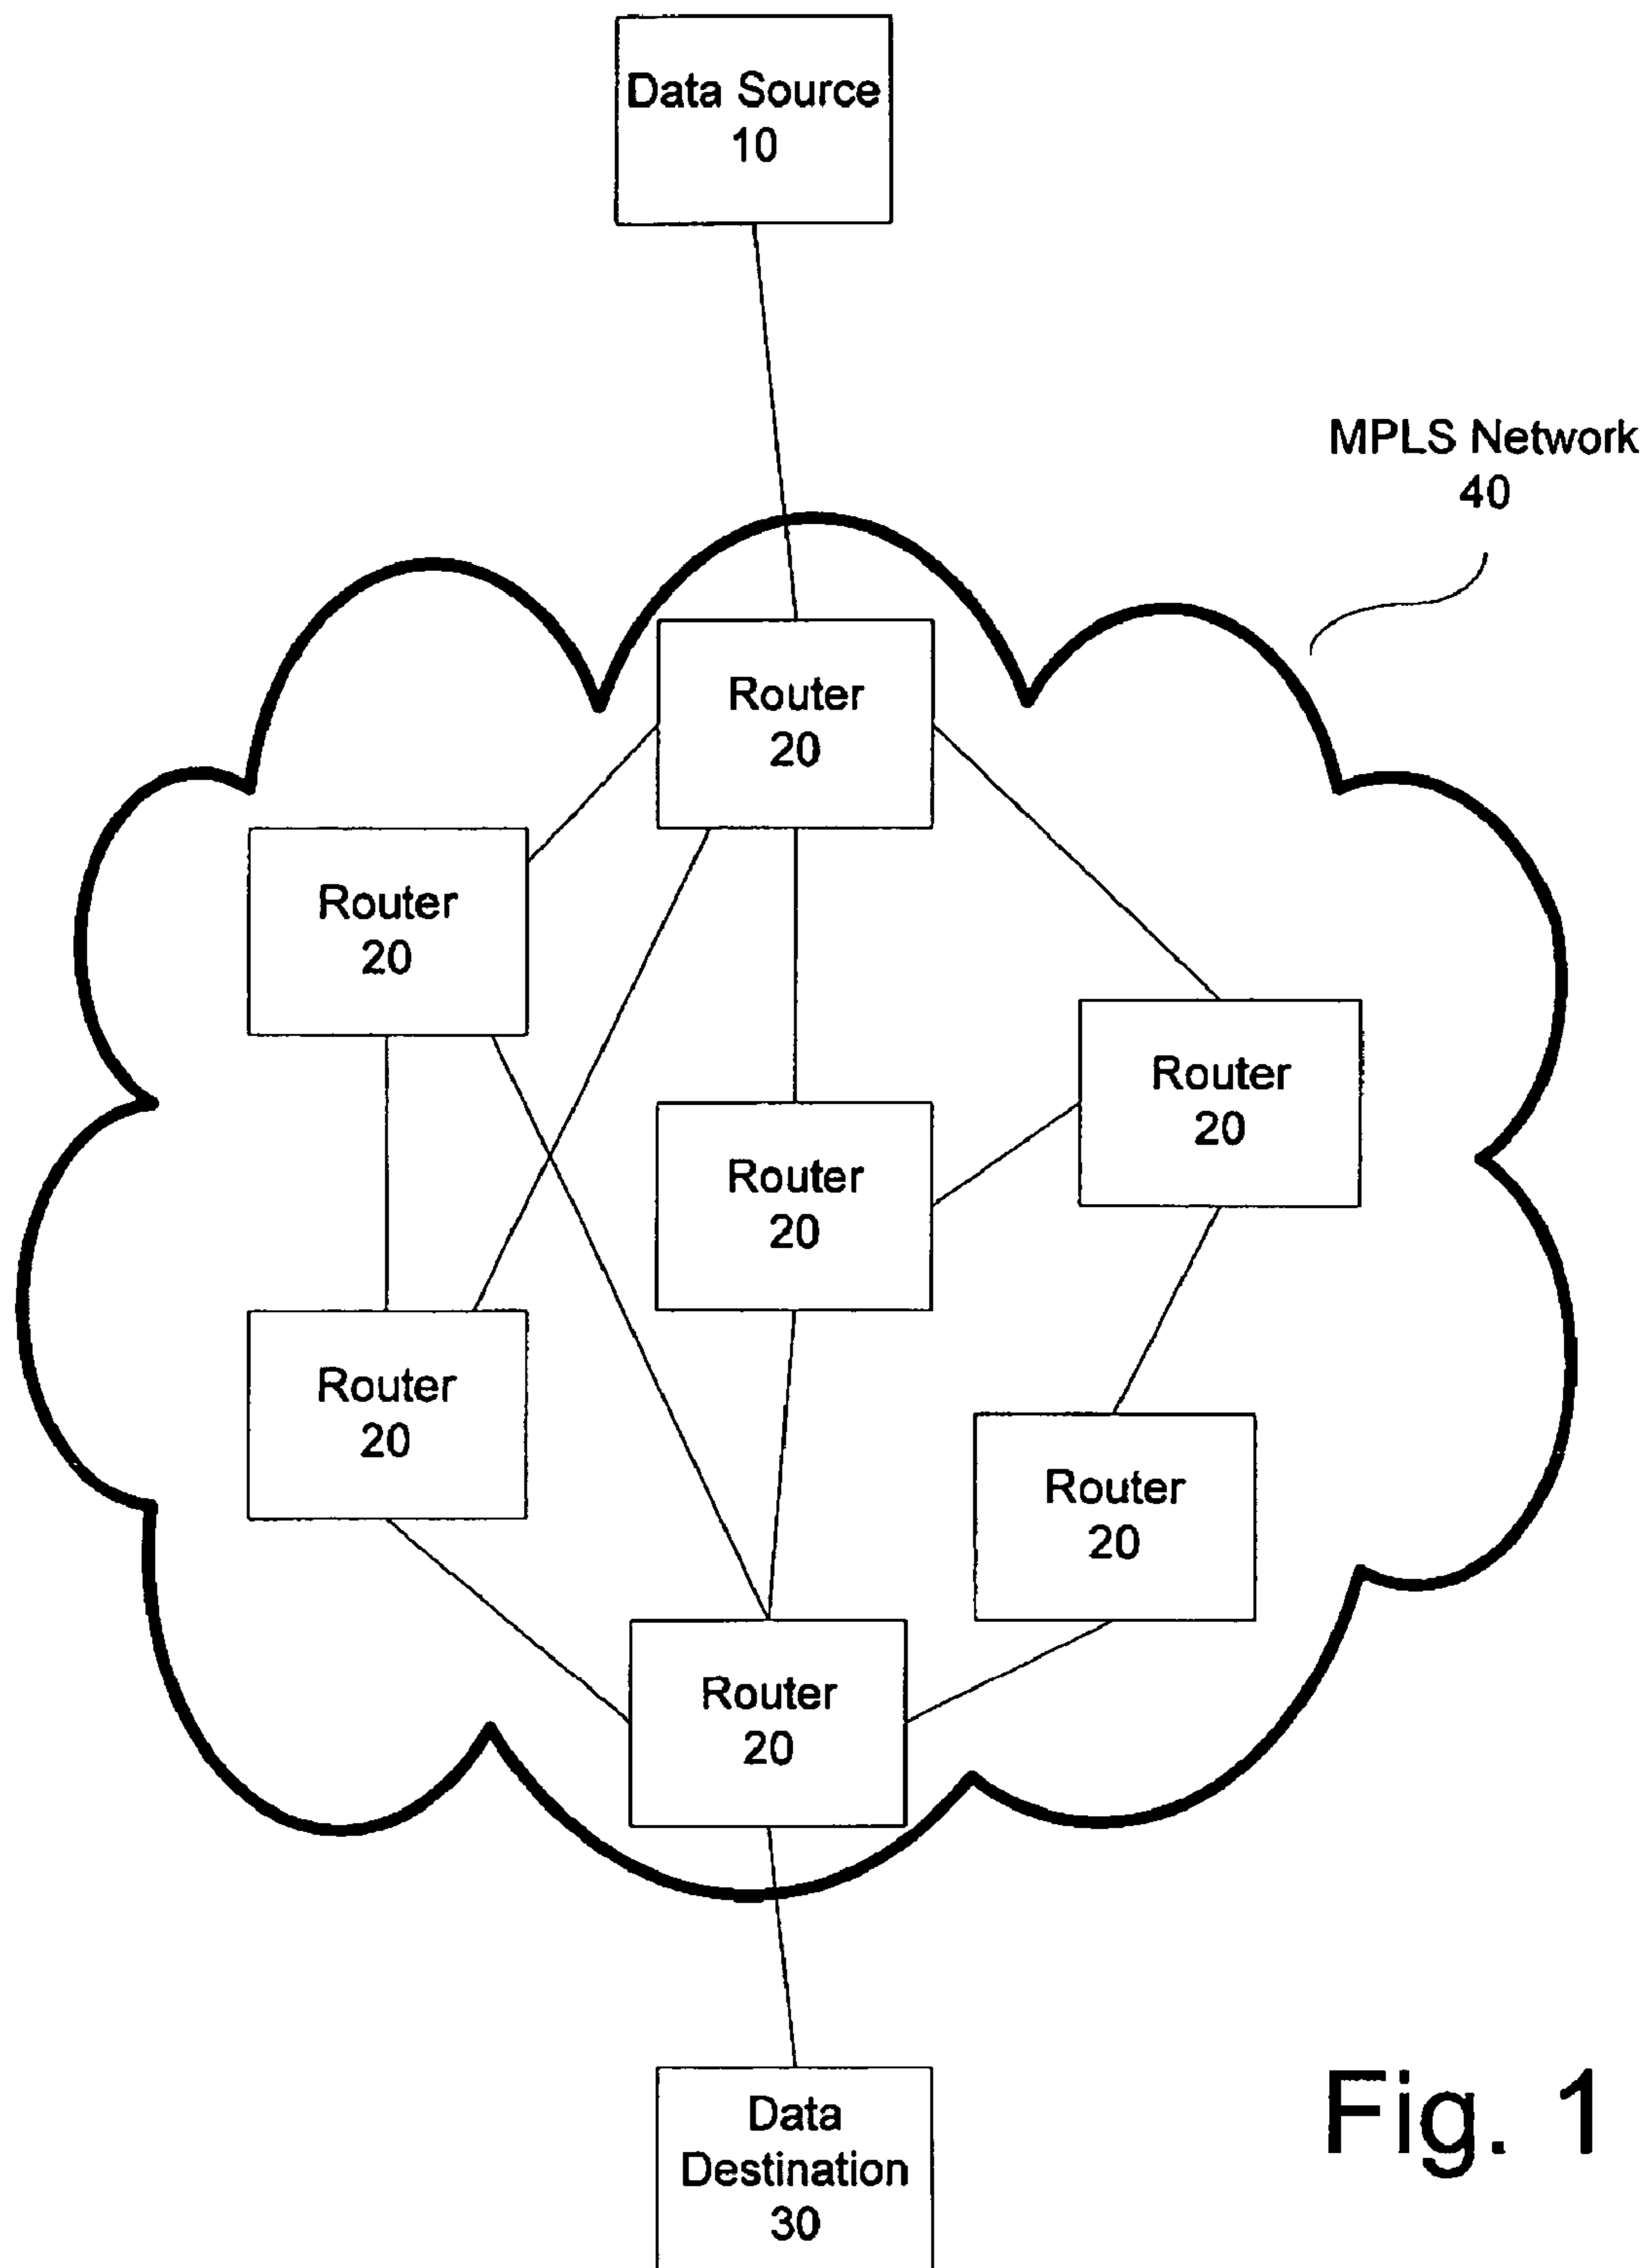 Data Source
10
MPLS Network
40
Router
20
Router
20
Router
20
Router
20
Router
20
Router
20
Router
20
Data
Destination
30
Fig. 1